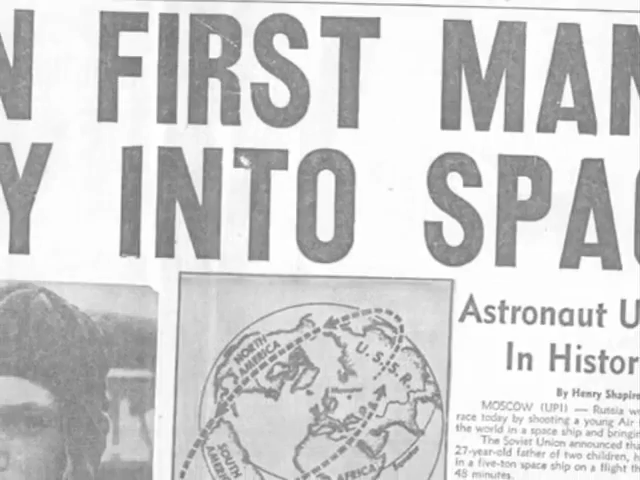 N FIRST MAN
Y INTO SPAC
Astronaut U
In Histor
By Henry Shapiro
MOSCOW (UPI) — Russia w
race today by shooting a young Air
the world in a space ship and bringin
The Soviet Union announced tha
27-year-old father of two children, h
in a five-ton space ship on a flight th
48 minutes.
NORTH
AMERICA
U.S.S.R.
SOUTH
AMERICA
AFRICA
Equator